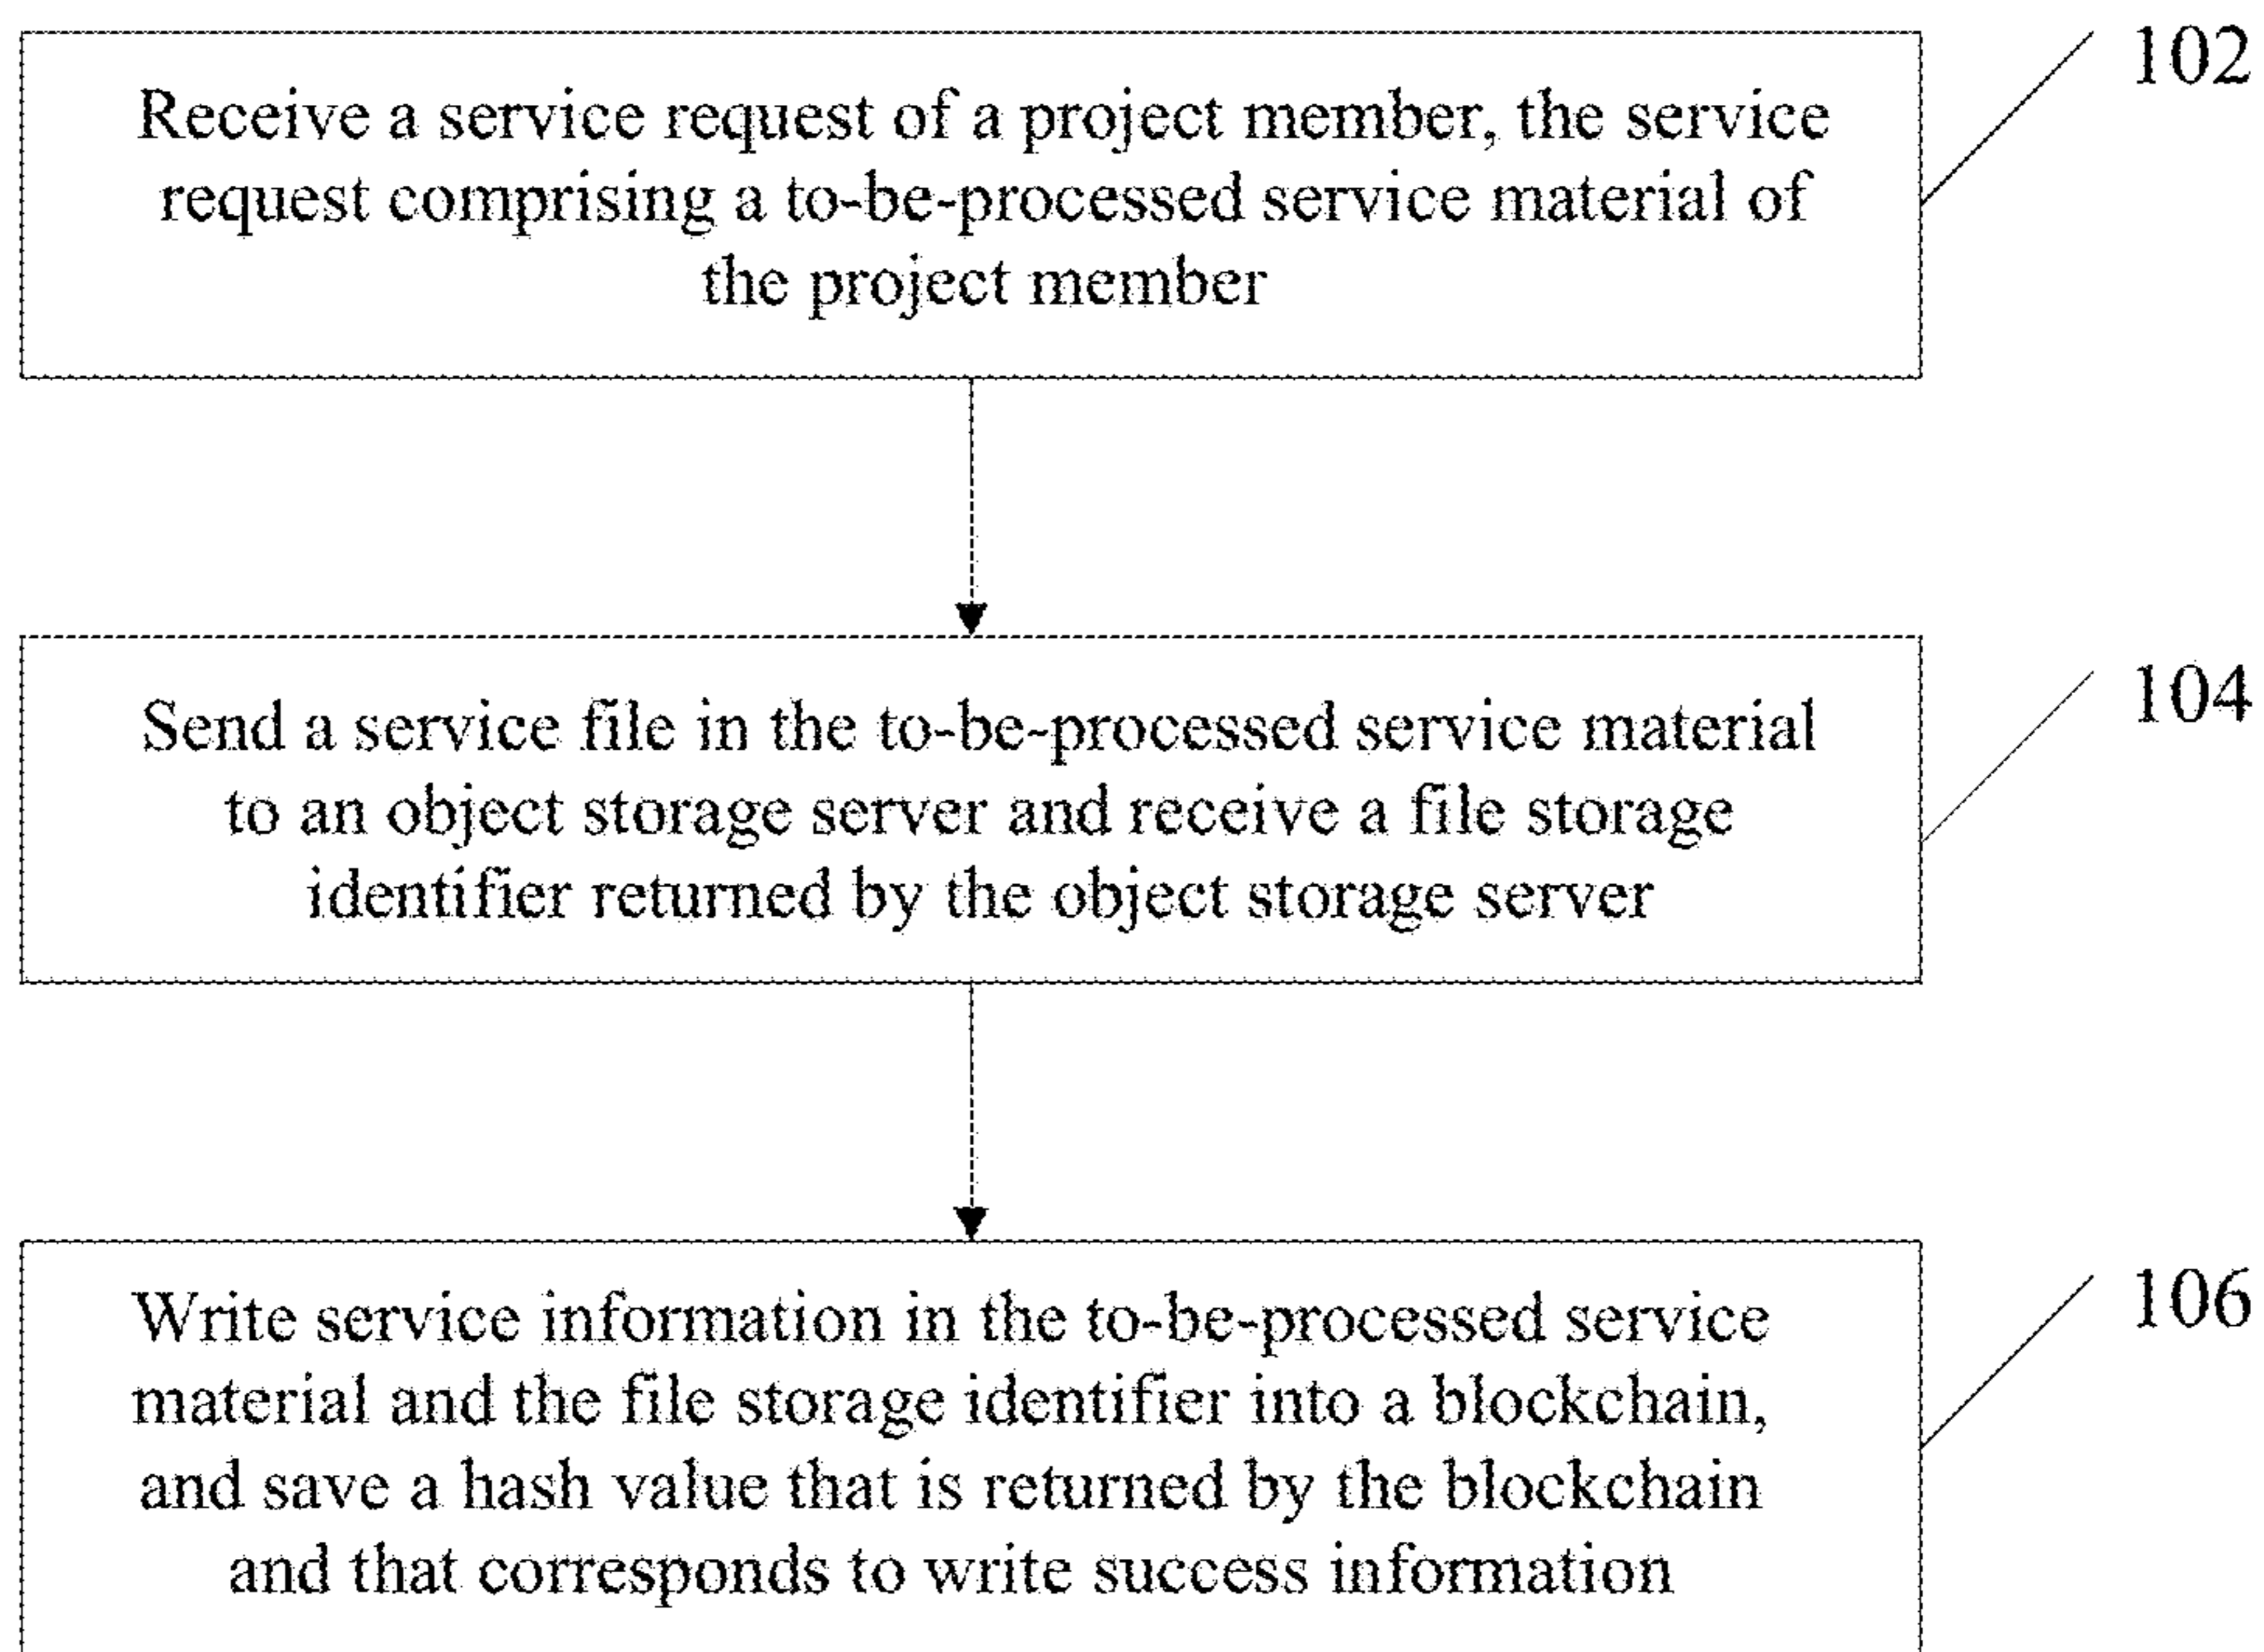 Receive a service request of a project member, the service
request comprising a to-be-processed service material of
the project member
102
Send a service file in the to-be-processed service material
to an object storage server and receive a file storage
identifier returned by the object storage server
104
Write service information in the to-be-processed service
material and the file storage identifier into a blockchain,
and save a hash value that is returned by the blockchain
and that corresponds to write success information
106